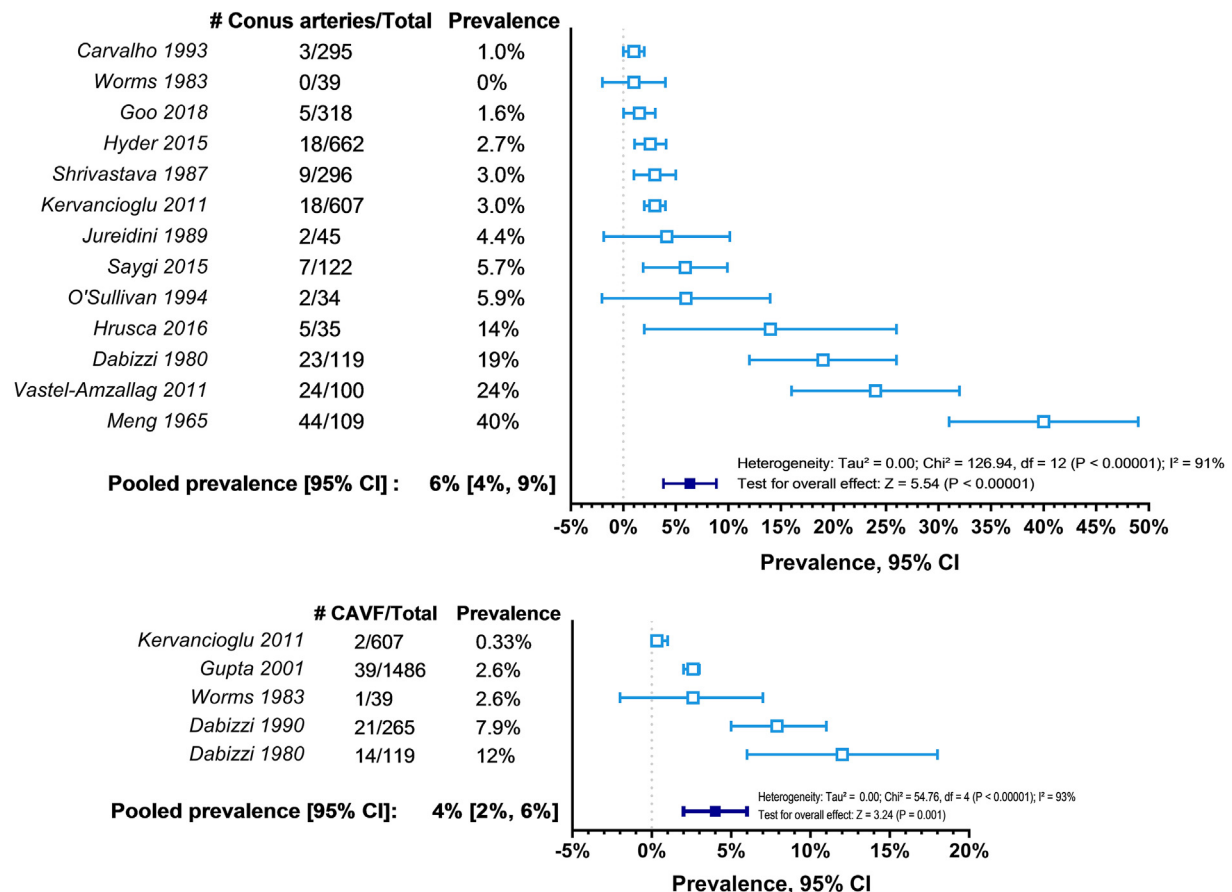 # Conus arteries/Total Prevalence
Carvalho 1993 3/295 1.0%
Worms 1983 0/39 0%
Goo 2018 5/318 1.6%
Hyder 2015 18/662 2.7%
Shrivastava 1987 9/296 3.0%
Kervancioglu 2011 18/607 3.0%
Jureidini 1989 2/45 4.4%
Saygi 2015 7/122 5.7%
O'Sullivan 1994 2/34 5.9%
Hrusca 2016 5/35 14%
Dabizzi 1980 23/119 19%
Vastel-Amzallag 2011 24/100 24%
Meng 1965 44/109 40%
Heterogeneity: Tau² = 0.00; Chi² = 126.94, df = 12 (P < 0.00001); I² = 91%
Pooled prevalence [95% CI] : 6% [4%, 9%]
Test for overall effect: Z = 5.54 (P < 0.00001)
-5% 0% 5% 10% 15% 20% 25% 30% 35% 40% 45% 50%
Prevalence, 95% CI
# CAVF/Total Prevalence
Kervancioglu 2011 2/607 0.33%
Gupta 2001 39/1486 2.6%
Worms 1983 1/39 2.6%
Dabizzi 1990 21/265 7.9%
Dabizzi 1980 14/119 12%
Heterogeneity: Tau² = 0.00; Chi² = 54.76, df = 4 (P < 0.00001); I² = 93%
Pooled prevalence [95% CI]: 4% [2%, 6%]
Test for overall effect: Z = 3.24 (P = 0.001)
-5% 0% 5% 10% 15% 20%
Prevalence, 95% CI